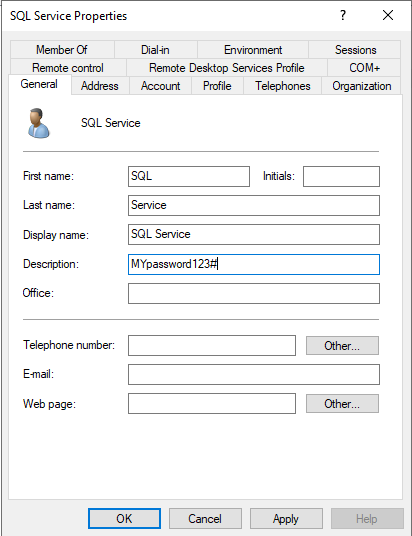 SQL Service Properties
? ×
Member Of Dial-in Environment Sessions
Remote control Remote Desktop Services Profile COM+
General Address Account Profile Telephones Organization
SQL Service
First name: SQL Initials:
Last name: Service
Display name: SQL Service
Description: MYpassword123#
Office:
Telephone number: Other...
E-mail:
Web page: Other...
OK Cancel Apply Help